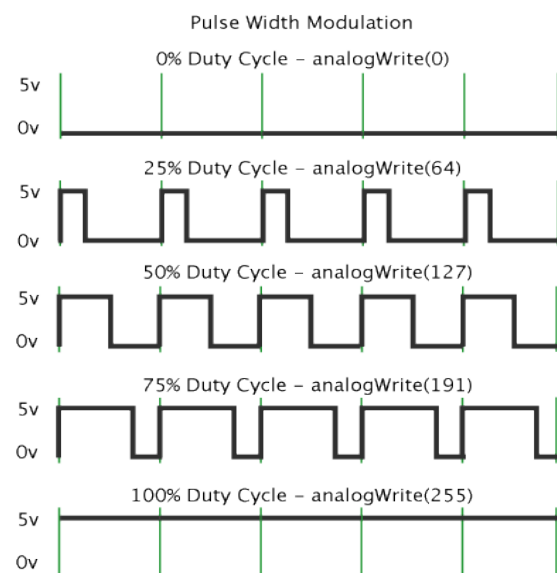 Pulse Width Modulation
0% Duty Cycle – analogWrite(0)
5v
0v
25% Duty Cycle – analogWrite(64)
5v
0v
50% Duty Cycle – analogWrite(127)
5v
0v
75% Duty Cycle – analogWrite(191)
5v
0v
100% Duty Cycle – analogWrite(255)
5v
0v